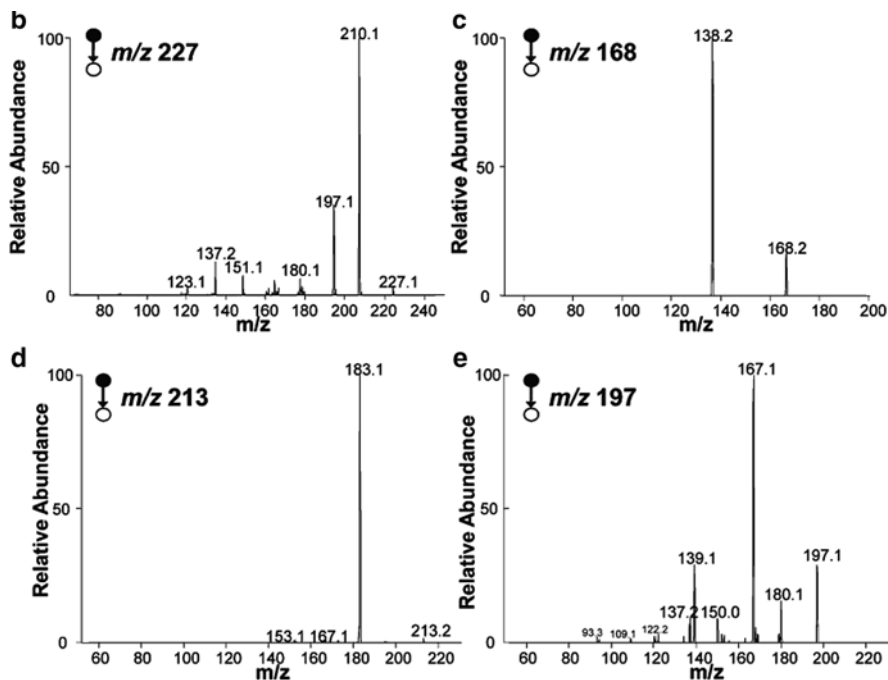 b
m/z 227
Relative Abundance
100
50
0
210.1
197.1
137.2
151.1
123.1
180.1
227.1
80 100 120 140 160 180 200 220 240
m/z
c
m/z 168
Relative Abundance
100
50
0
138.2
168.2
60 80 100 120 140 160 180 200
m/z
d
m/z 213
Relative Abundance
100
50
0
183.1
153.1 167.1
213.2
60 80 100 120 140 160 180 200 220
m/z
e
m/z 197
Relative Abundance
100
50
0
167.1
139.1
197.1
137.2
150.0
180.1
93.3
109.1
122.2
60 80 100 120 140 160 180 200 220
m/z